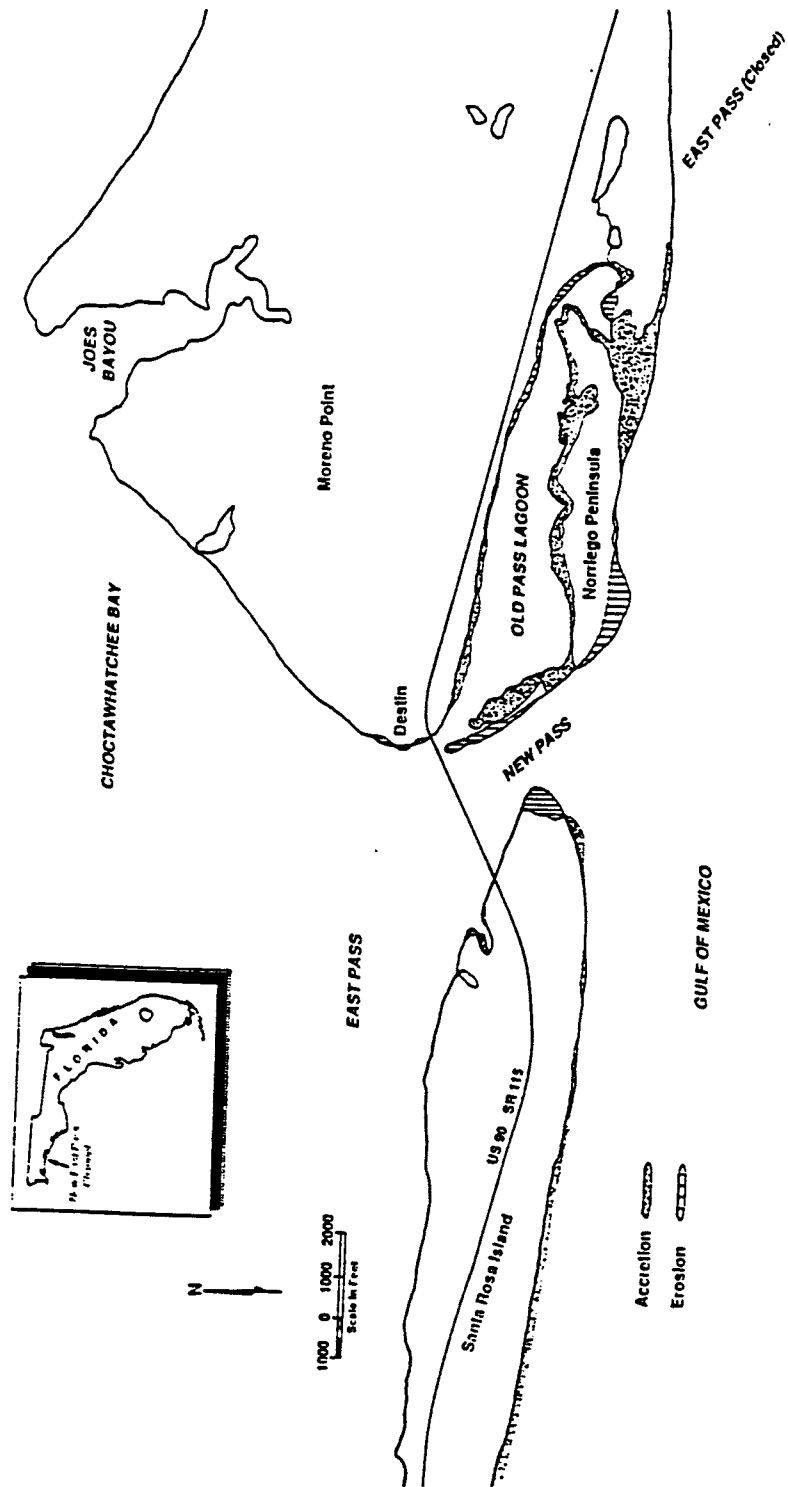 CHOCTAWHATCHEE BAY
JOES
BAYOU
Moreno Point
Destin
EAST PASS
NEW PASS
OLD PASS LAGOON
Norriego Peninsula
EAST PASS (Closed)
GULF OF MEXICO
Santa Rosa Island
US 90 SR 115
FLORIDA
N
1000 0 1000 2000
Scale in Feet
Accretion
Erosion